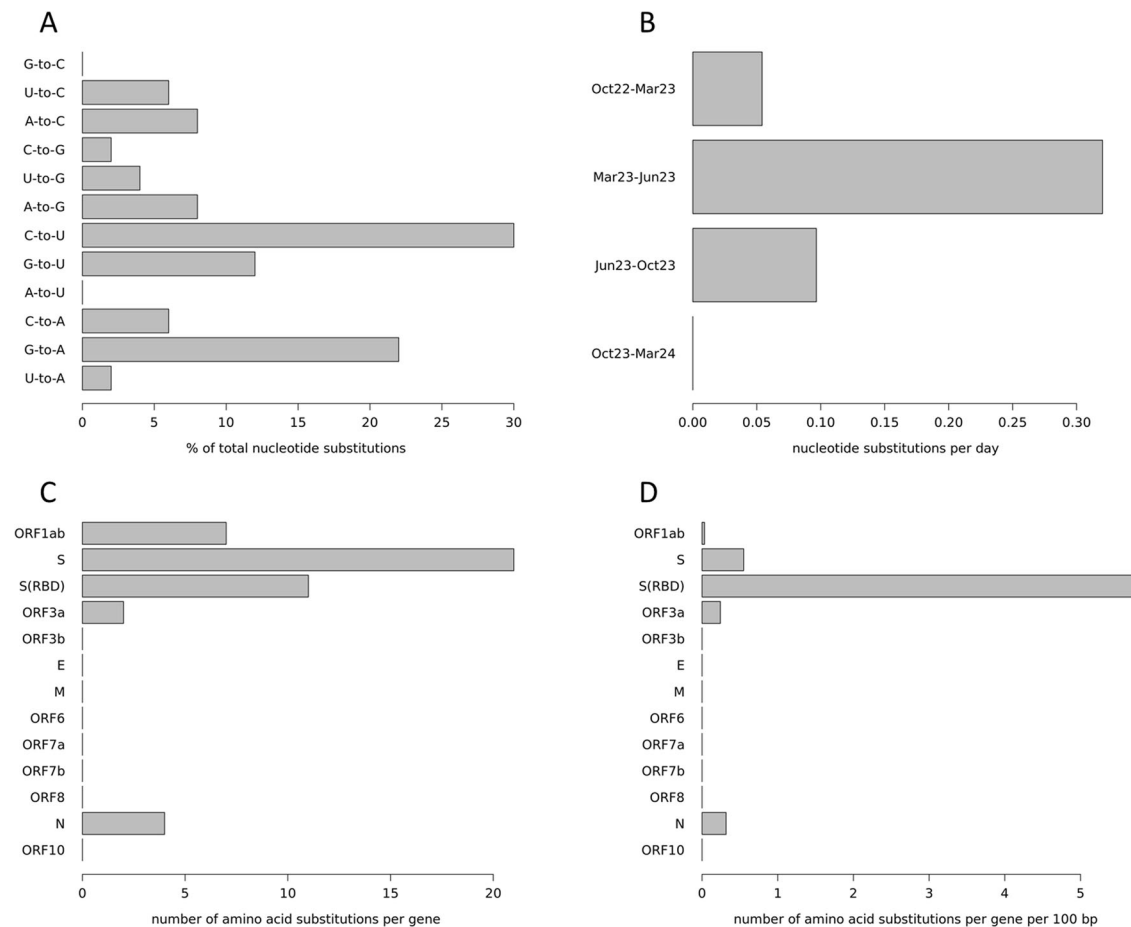 A
G-to-C
U-to-C
A-to-C
C-to-G
U-to-G
A-to-G
C-to-U
G-to-U
A-to-U
C-to-A
G-to-A
U-to-A
0 5 10 15 20 25 30
% of total nucleotide substitutions
B
Oct22-Mar23
Mar23-Jun23
Jun23-Oct23
Oct23-Mar24
0.00 0.05 0.10 0.15 0.20 0.25 0.30
nucleotide substitutions per day
C
ORF1ab
S
S(RBD)
ORF3a
ORF3b
E
M
ORF6
ORF7a
ORF7b
ORF8
N
ORF10
0 5 10 15 20
number of amino acid substitutions per gene
D
ORF1ab
S
S(RBD)
ORF3a
ORF3b
E
M
ORF6
ORF7a
ORF7b
ORF8
N
ORF10
0 1 2 3 4 5
number of amino acid substitutions per gene per 100 bp